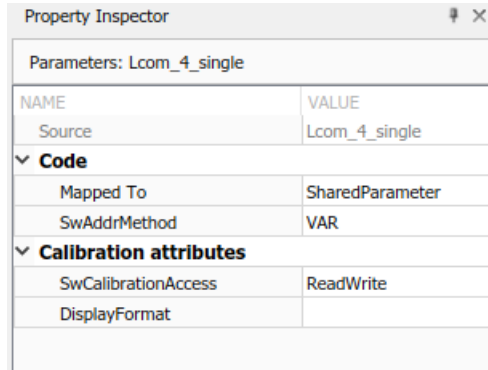 Property Inspector
Parameters: Lcom_4_single
NAME VALUE
Source Lcom_4_single
Code
Mapped To SharedParameter
SwAddrMethod VAR
Calibration attributes
SwCalibrationAccess ReadWrite
DisplayFormat